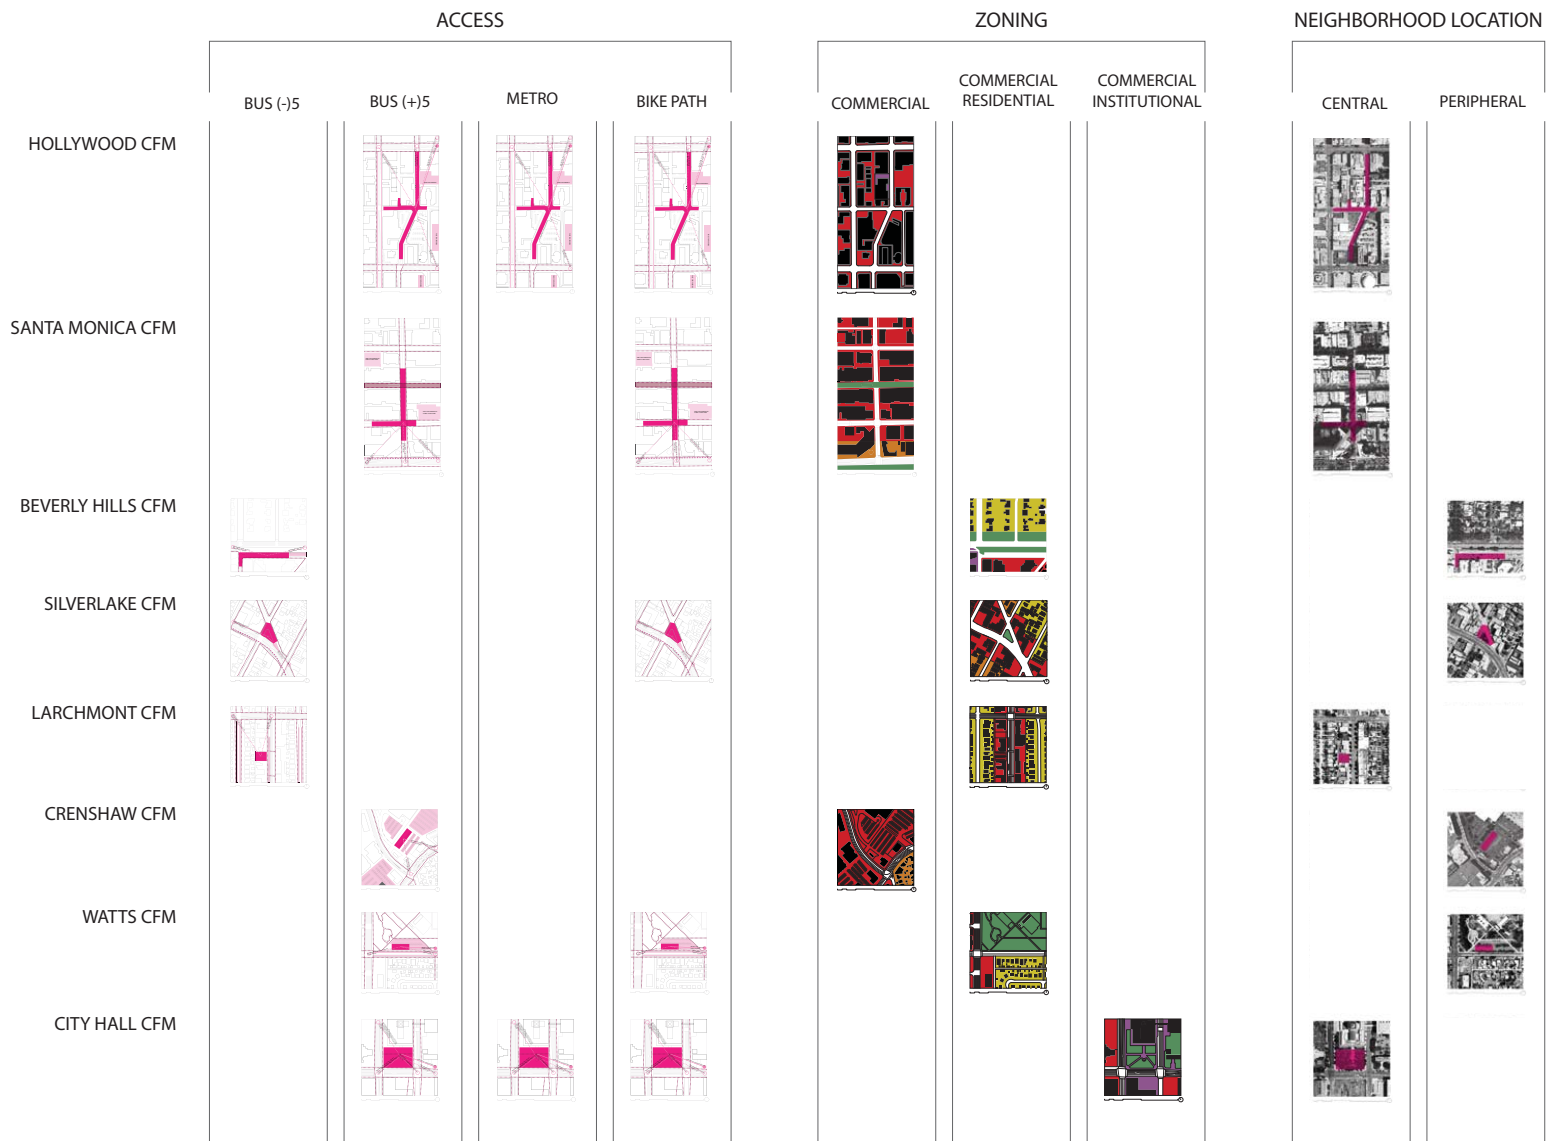 ACCESS
ZONING
NEIGHBORHOOD LOCATION
BUS (-)5
BUS (+)5
METRO
BIKE PATH
COMMERCIAL
COMMERCIAL
RESIDENTIAL
COMMERCIAL
INSTITUTIONAL
CENTRAL
PERIPHERAL
HOLLYWOOD CFM
SANTA MONICA CFM
BEVERLY HILLS CFM
SILVERLAKE CFM
LARCHMONT CFM
CRENSHAW CFM
WATTS CFM
CITY HALL CFM